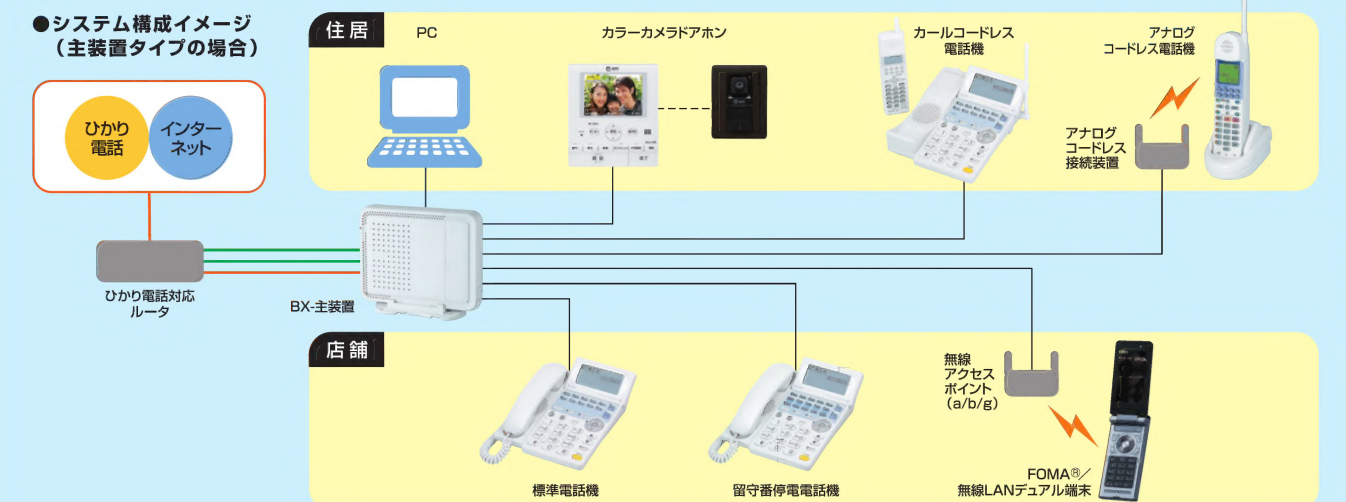 ●システム構成イメージ
（主装置タイプの場合）
ひかり
電話
インター
ネット
ひかり電話対応
ルータ
BX-主装置
住居
PC
カラーカメラドアホン
カールコードレス
電話機
アナログ
コードレス電話機
アナログ
コードレス
接続装置
店舗
標準電話機
留守番停電電話機
無線
アクセス
ポイント
（a/b/g）
FOMA®／
無線LANデュアル端末